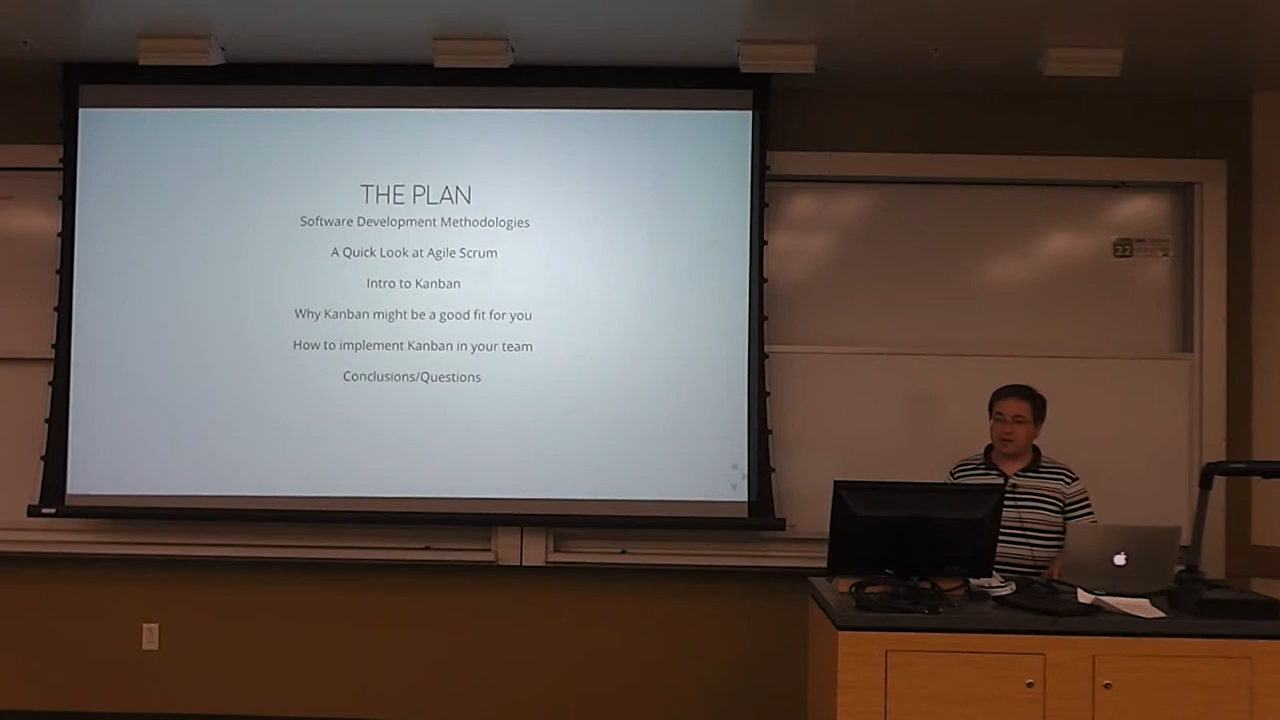 THE PLAN
Software Development Methodologies
A Quick Look at Agile Scrum
Intro to Kanban
Why Kanban might be a good fit for you
How to implement Kanban in your team
Conclusions/Questions
22